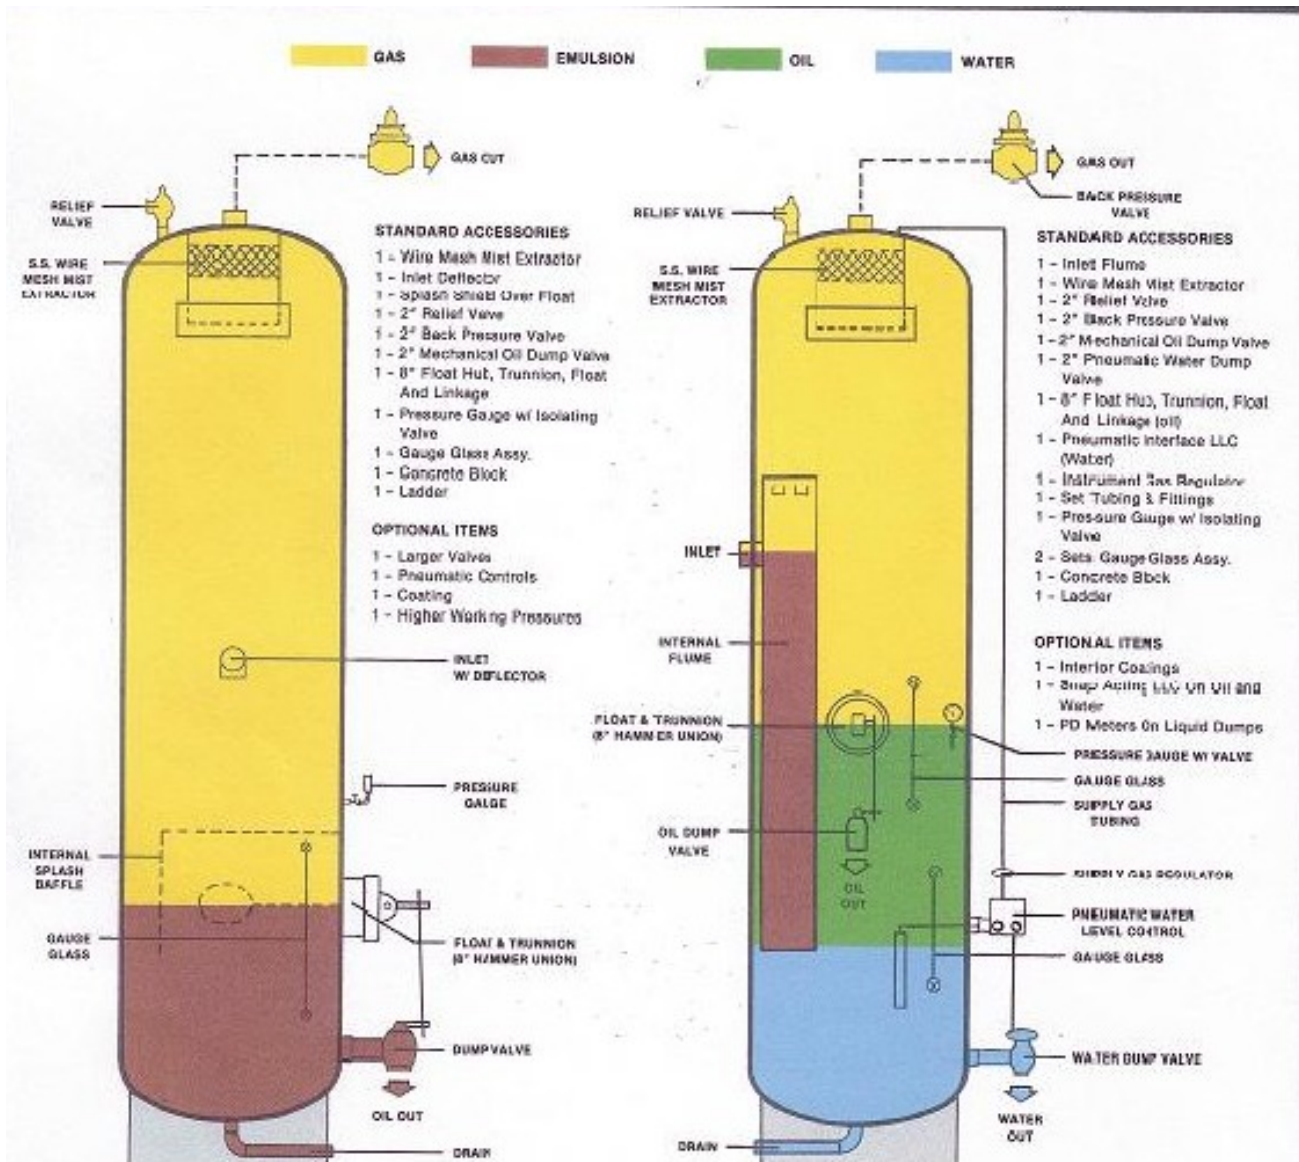 GAS
EMULSION
OIL
WATER
GAS CUT
RELIEF
VALVE
S.S. WIRE
MESH MIST
EXTRACTOR
STANDARD ACCESSORIES
1 - Wire Mesh Mist Extractor
1 - Inlet Deflector
1 - Splash Shield Over Float
1 - 2" Relief Valve
1 - 2" Back Pressure Valve
1 - 2" Mechanical Oil Dump Valve
1 - 8" Float Hub, Trunnion, Float
And Linkage
1 - Pressure Gauge w/ Isolating
Valve
1 - Gauge Glass Assy.
1 - Concrete Block
1 - Ladder
OPTIONAL ITEMS
1 - Larger Valves
1 - Pneumatic Controls
1 - Coating
1 - Higher Working Pressures
INLET
W/ DEFLECTOR
PRESSURE
GAUGE
INTERNAL
SPLASH
BAFFLE
GAUGE
GLASS
FLOAT & TRUNNION
(8" HAMMER UNION)
DUMP VALVE
OIL OUT
DRAIN
GAS OUT
BACK PRESSURE
VALVE
RELIEF VALVE
S.S. WIRE
MESH MIST
EXTRACTOR
STANDARD ACCESSORIES
1 - Inlet Flume
1 - Wire Mesh Mist Extractor
1 - 2" Relief Valve
1 - 2" Back Pressure Valve
1 - 2" Mechanical Oil Dump Valve
1 - 2" Pneumatic Water Dump
Valve
1 - 8" Float Hub, Trunnion, Float
And Linkage (oil)
1 - Pneumatic Interface LLC
(Water)
1 - Instrument Gas Regulator
1 - Set Tubing & Fittings
1 - Pressure Gauge w/ Isolating
Valve
2 - Sets Gauge Glass Assy.
1 - Concrete Block
1 - Ladder
OPTIONAL ITEMS
1 - Interior Coatings
1 - Snap Acting LLC On Oil and
Water
1 - PD Meters On Liquid Dumps
INLET
INTERNAL
FLUME
FLOAT & TRUNNION
(8" HAMMER UNION)
PRESSURE GAUGE W/ VALVE
GAUGE GLASS
SUPPLY GAS
TUBING
OIL DUMP
VALVE
OIL
OUT
SUPPLY GAS REGULATOR
PNEUMATIC WATER
LEVEL CONTROL
GAUGE GLASS
WATER DUMP VALVE
WATER
OUT
DRAIN